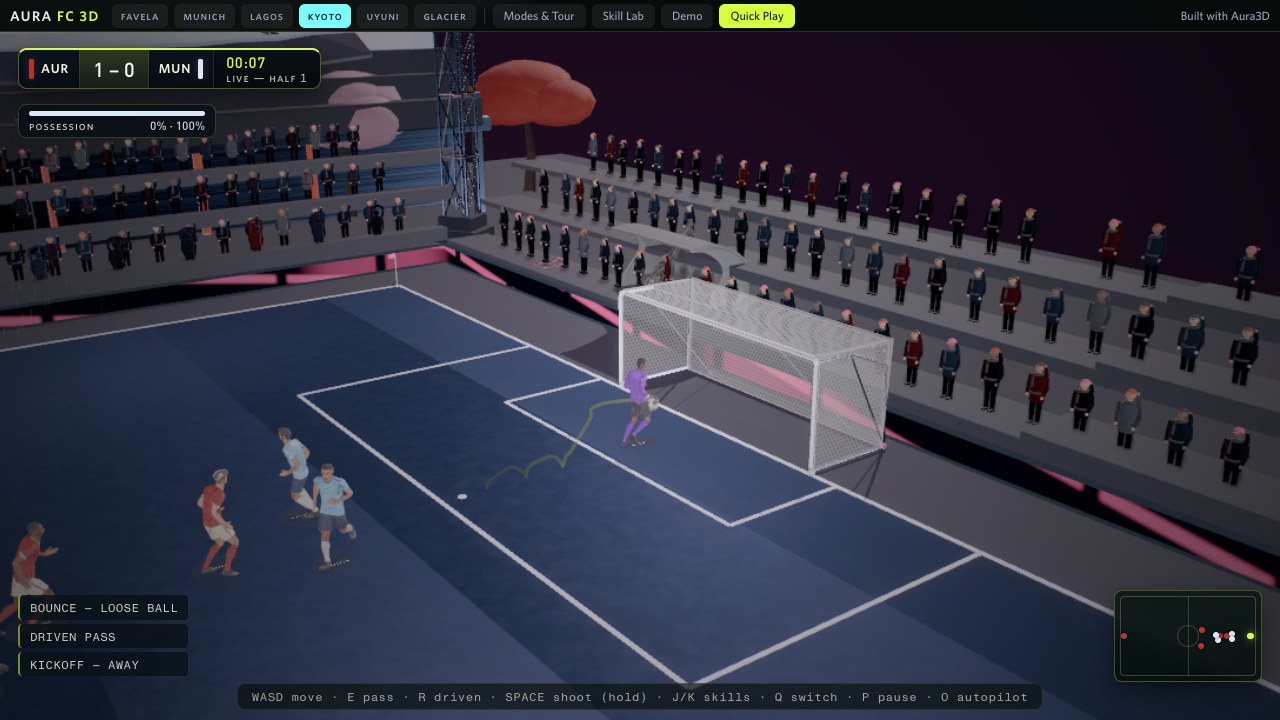 AURA FC 3D FAVELA MUNICH LAGOS KYOTO UYUNI GLACIER Modes & Tour Skill Lab Demo Quick Play Built with Aura3D
AUR 1 – 0 MUN 00:07
LIVE — HALF 1
POSSESSION 0% · 100%
BOUNCE — LOOSE BALL
DRIVEN PASS
KICKOFF — AWAY
WASD move · E pass · R driven · SPACE shoot (hold) · J/K skills · Q switch · P pause · O autopilot